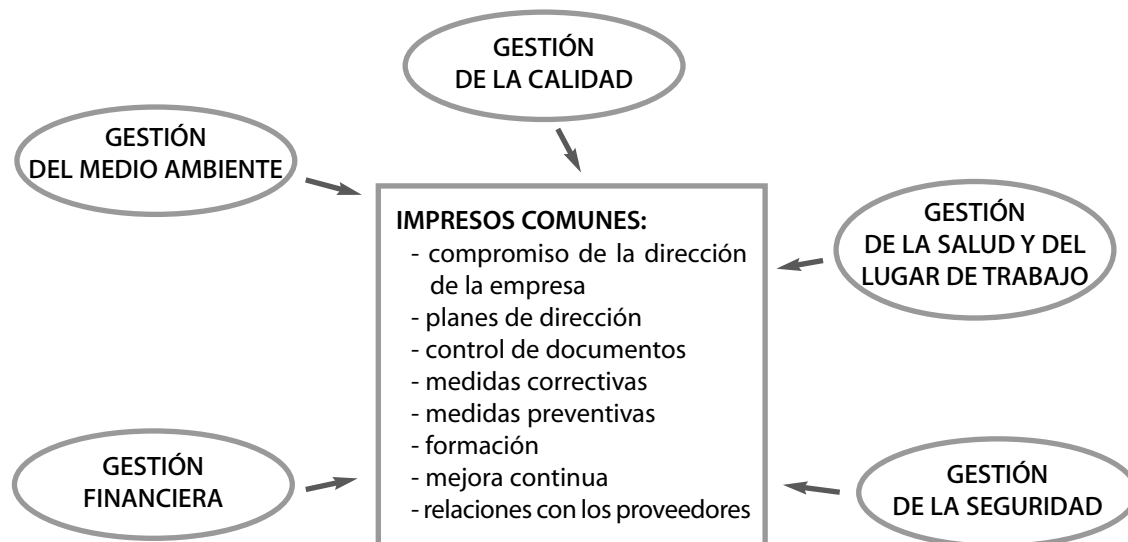 GESTIÓN
DE LA CALIDAD
GESTIÓN
DEL MEDIO AMBIENTE
IMPRESOS COMUNES:
- compromiso de la dirección
de la empresa
- planes de dirección
- control de documentos
- medidas correctivas
- medidas preventivas
- formación
- mejora continua
- relaciones con los proveedores
GESTIÓN
DE LA SALUD Y DEL
LUGAR DE TRABAJO
GESTIÓN
FINANCIERA
GESTIÓN
DE LA SEGURIDAD